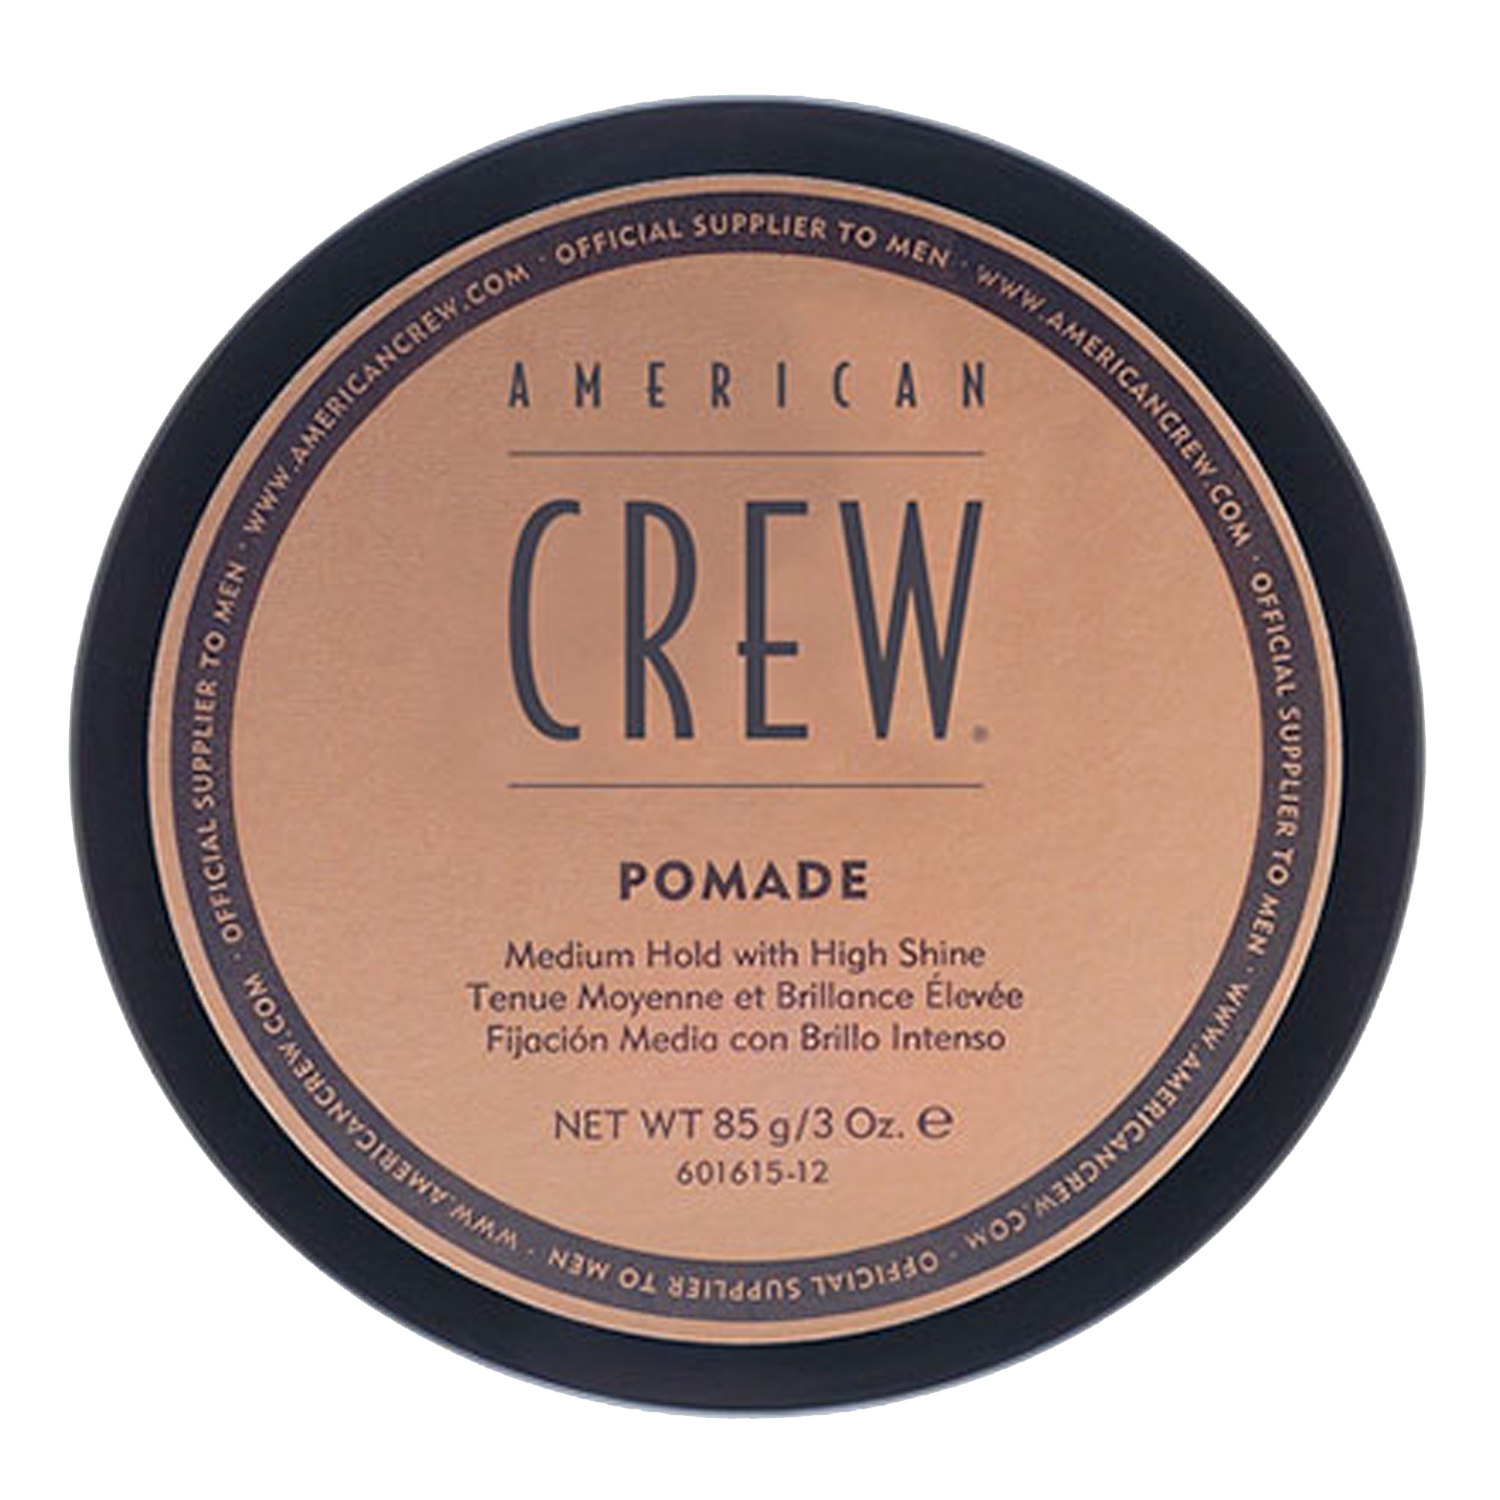 OFFICIAL SUPPLIER TO MEN · WWW.AMERICANCREW.COM · OFFICIAL SUPPLIER TO MEN · WWW.AMERICANCREW.COM · OFFICIAL SUPPLIER TO MEN · WWW.AMERICANCREW.COM · OFFICIAL SUPPLIER TO MEN · WWW.AMERICANCREW.COM ·
AMERICAN
CREW®
POMADE
Medium Hold with High Shine
Tenue Moyenne et Brillance Élevée
Fijación Media con Brillo Intenso
NET WT 85 g/3 Oz. ℮
601615-12